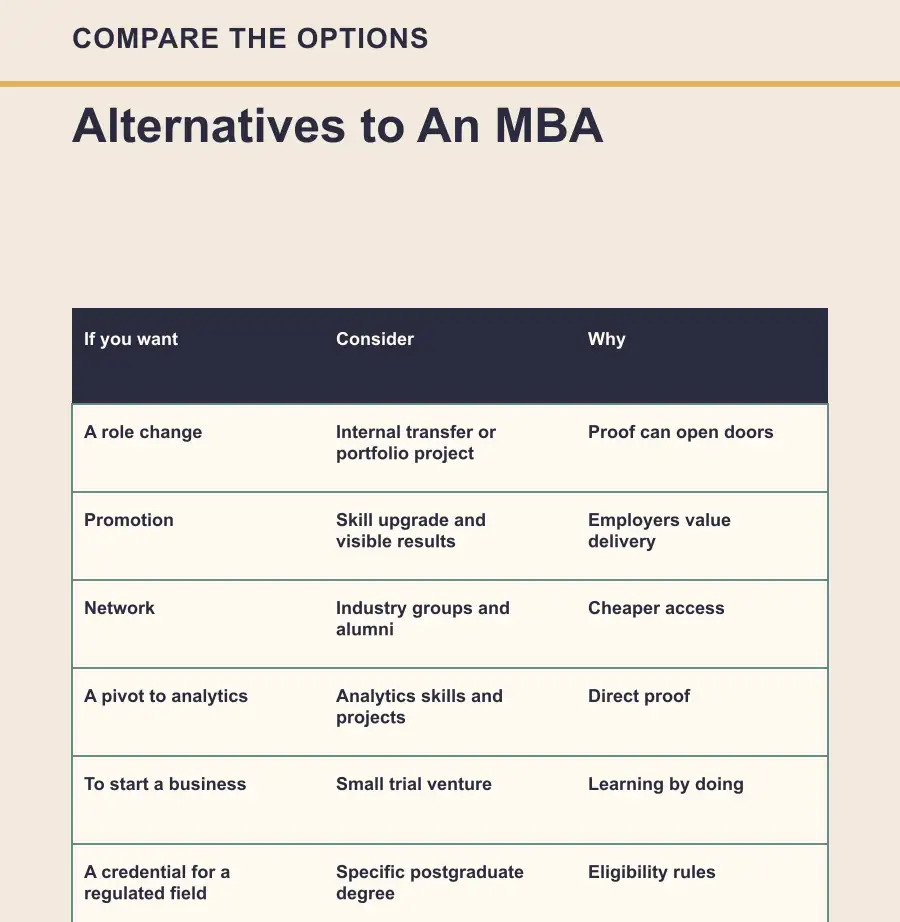 COMPARE THE OPTIONS
Alternatives to An MBA
If you want Consider Why
A role change Internal transfer or portfolio project Proof can open doors
Promotion Skill upgrade and visible results Employers value delivery
Network Industry groups and alumni Cheaper access
A pivot to analytics Analytics skills and projects Direct proof
To start a business Small trial venture Learning by doing
A credential for a regulated field Specific postgraduate degree Eligibility rules